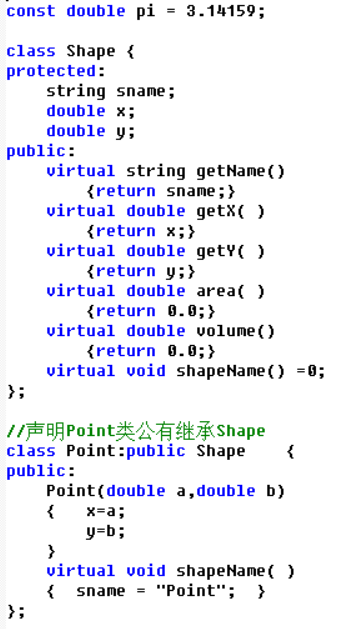 const double pi = 3.14159;

class Shape {
protected:
    string sname;
    double x;
    double y;
public:
    virtual string getName()
        {return sname;}
    virtual double getX( )
        {return x;}
    virtual double getY( )
        {return y;}
    virtual double area( )
        {return 0.0;}
    virtual double volume()
        {return 0.0;}
    virtual void shapeName() =0;
};

//声明Point类公有继承Shape
class Point:public Shape    {
public:
    Point(double a,double b)
    {   x=a;
        y=b;
    }
    virtual void shapeName( )
    {  sname = "Point";  }
};